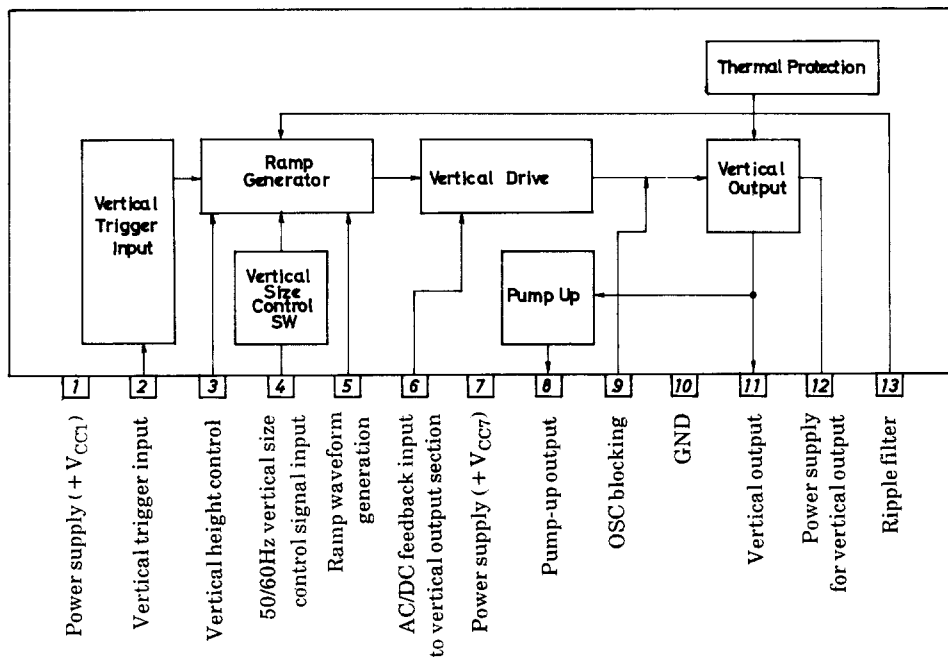 Thermal Protection
Ramp
Generator
Vertical Drive
Vertical
Output
Vertical
Trigger
Input
Vertical
Size
Control
SW
Pump Up
1
2
3
4
5
6
7
8
9
10
11
12
13
Power supply (+VCC1)
Vertical trigger input
Vertical height control
50/60Hz vertical size
control signal input
Ramp waveform
generation
AC/DC feedback input
to vertical output section
Power supply (+VCC7)
Pump-up output
OSC blocking
GND
Vertical output
Power supply
for vertical output
Ripple filter